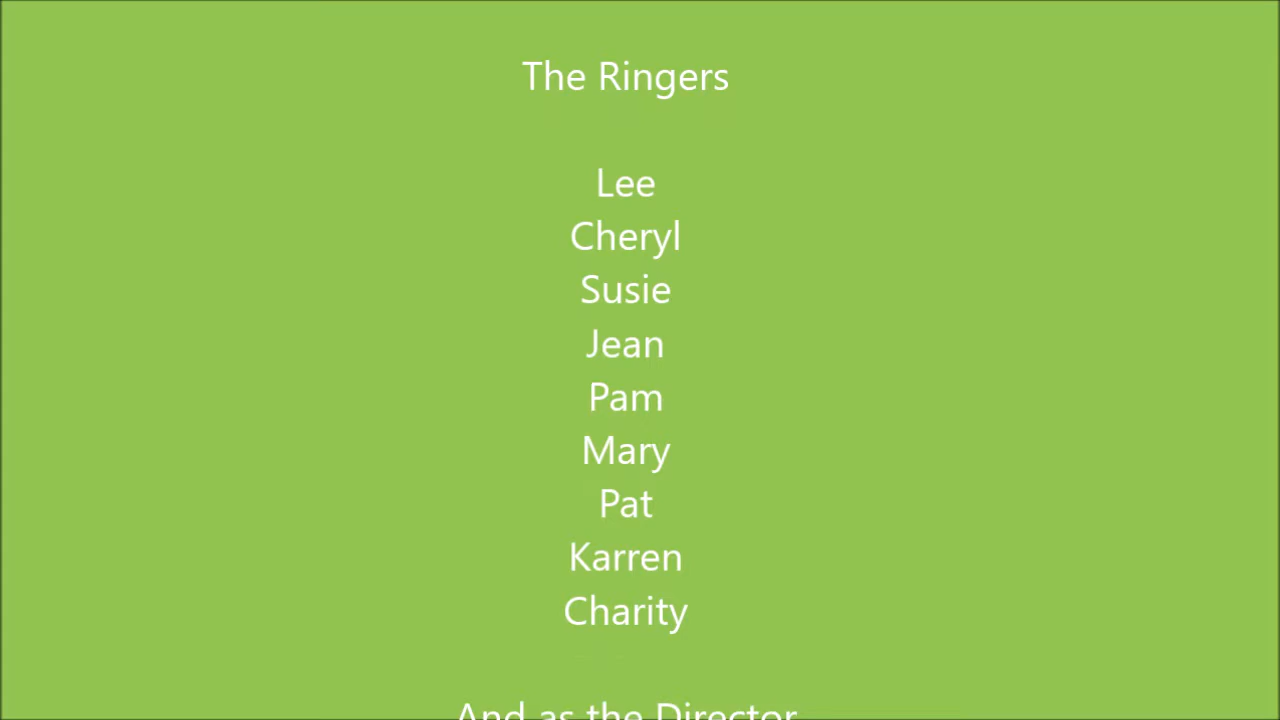 The Ringers
Lee
Cheryl
Susie
Jean
Pam
Mary
Pat
Karren
Charity
And as the Director